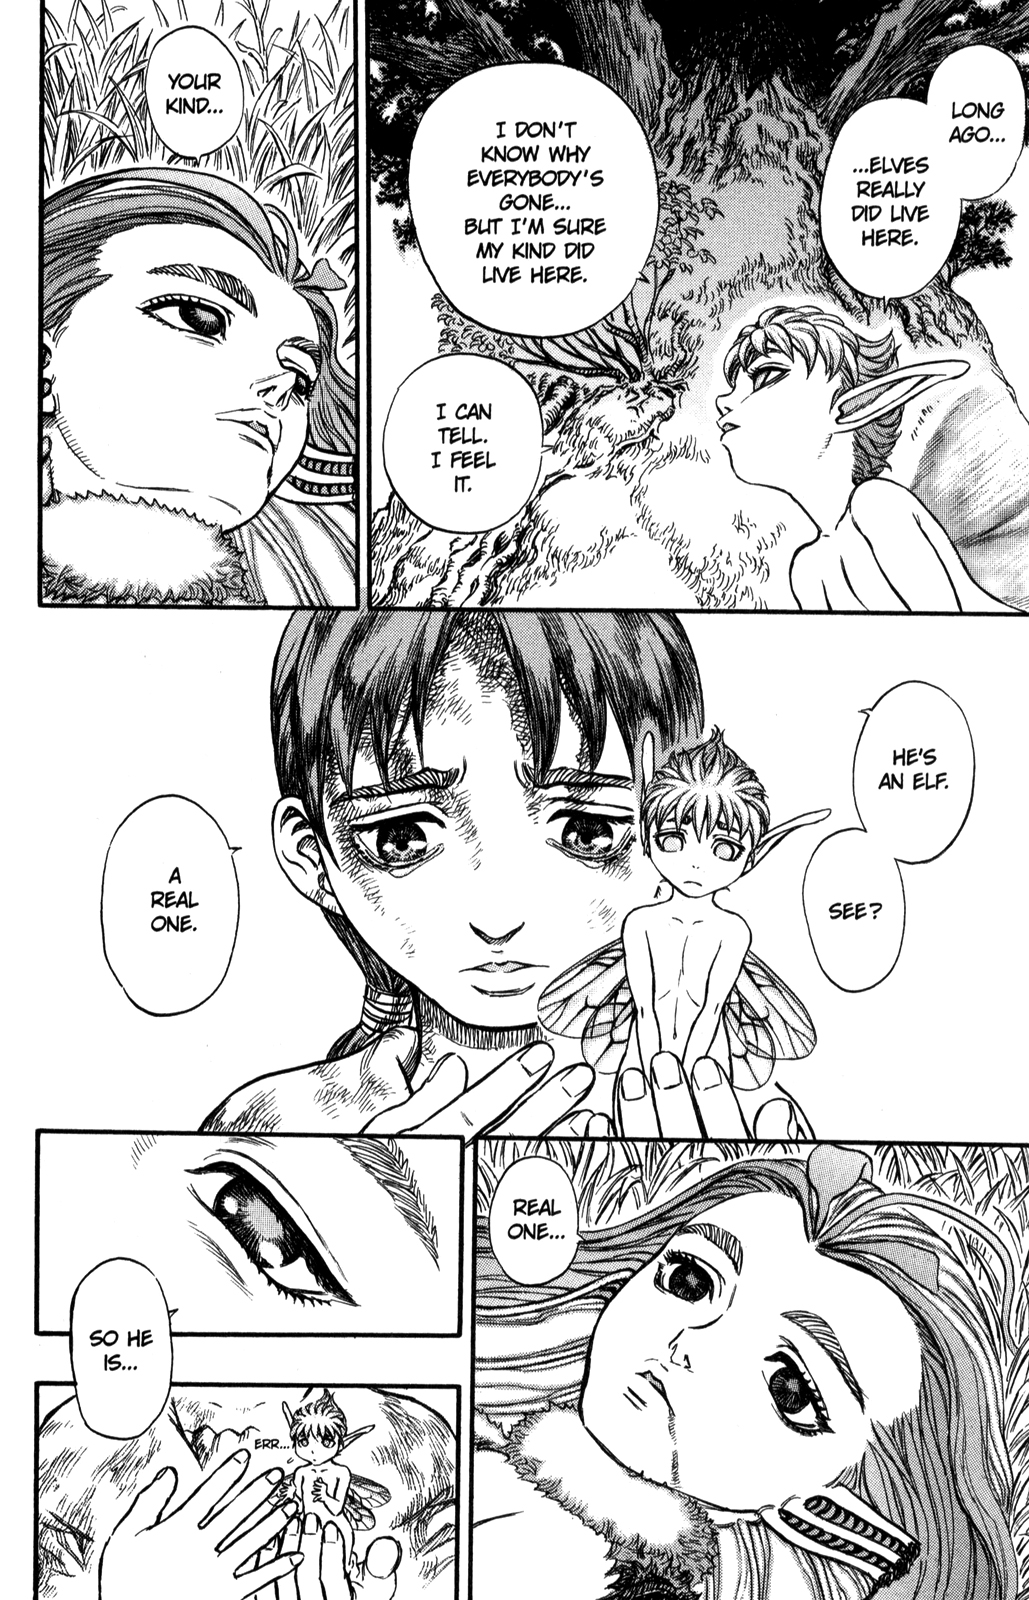 LONG
AGO...
...ELVES
REALLY
DID LIVE
HERE.
I DON'T
KNOW WHY
EVERYBODY'S
GONE...
BUT I'M SURE
MY KIND DID
LIVE HERE.
I CAN
TELL.
I FEEL
IT.
YOUR
KIND...
HE'S
AN ELF.
SEE?
A
REAL
ONE.
REAL
ONE...
SO HE
IS...
ERR...